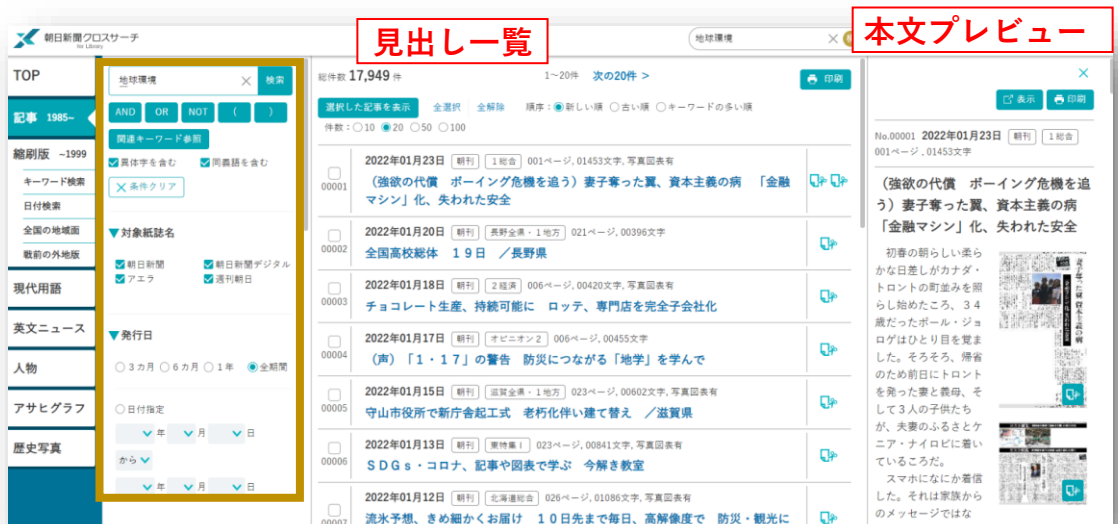 見出し一覧
本文プレビュー
朝日新聞クロスサーチ
for Library
地球環境
TOP
記事 1985~
縮刷版 ~1999
キーワード検索
日付検索
全国の地域面
戦前の外地版
現代用語
英文ニュース
人物
アサヒグラフ
歴史写真
地球環境 × 検索
AND OR NOT ( )
関連キーワード参照
異体字を含む 同義語を含む
× 条件クリア
▼対象紙誌名
朝日新聞 朝日新聞デジタル
アエラ 週刊朝日
▼発行日
3カ月 6カ月 1年 全期間
日付指定
年 月 日
から
年 月 日
総件数 17,949 件 1~20件 次の20件 > 印刷
選択した記事を表示 全選択 全解除 順序: 新しい順 古い順 キーワードの多い順
件数: 10 20 50 100
00001
2022年01月23日 朝刊 1総合 001ページ, 01453文字, 写真図表有
(強欲の代償 ボーイング危機を追う)妻子奪った翼、資本主義の病 「金融
マシン」化、失われた安全
00002
2022年01月20日 朝刊 長野全県・1地方 021ページ, 00396文字
全国高校総体 19日 /長野県
00003
2022年01月18日 朝刊 2経済 006ページ, 00420文字, 写真図表有
チョコレート生産、持続可能に ロッテ、専門店を完全子会社化
00004
2022年01月17日 朝刊 オピニオン2 006ページ, 00455文字
(声)「1・17」の警告 防災につながる「地学」を学んで
00005
2022年01月15日 朝刊 滋賀全県・1地方 023ページ, 00602文字, 写真図表有
守山市役所で新庁舎起工式 老朽化伴い建て替え /滋賀県
00006
2022年01月13日 朝刊 東特集1 023ページ, 00841文字, 写真図表有
SDGs・コロナ、記事や図表で学ぶ 今解き教室
00007
2022年01月12日 朝刊 北海道総合 026ページ, 01086文字, 写真図表有
流氷予想、きめ細かくお届け 10日先まで毎日、高解像度で 防災・観光に
×
表示 印刷
No.00001 2022年01月23日 朝刊 1総合
001ページ, 01453文字
(強欲の代償 ボーイング危機を追
う)妻子奪った翼、資本主義の病
「金融マシン」化、失われた安全
初春の朝らしい柔ら
かな日差しがカナダ・
トロントの町並みを照
らし始めたころ、34
歳だったポール・ジョ
ロゲはひとり目を覚ま
した。そろそろ、帰省
のため前日にトロント
を発った妻と義母、そ
して3人の子供たち
が、夫妻のふるさとケ
ニア・ナイロビに着い
ているころだ。
スマホになにか着信
した。それは家族から
のメッセージではな